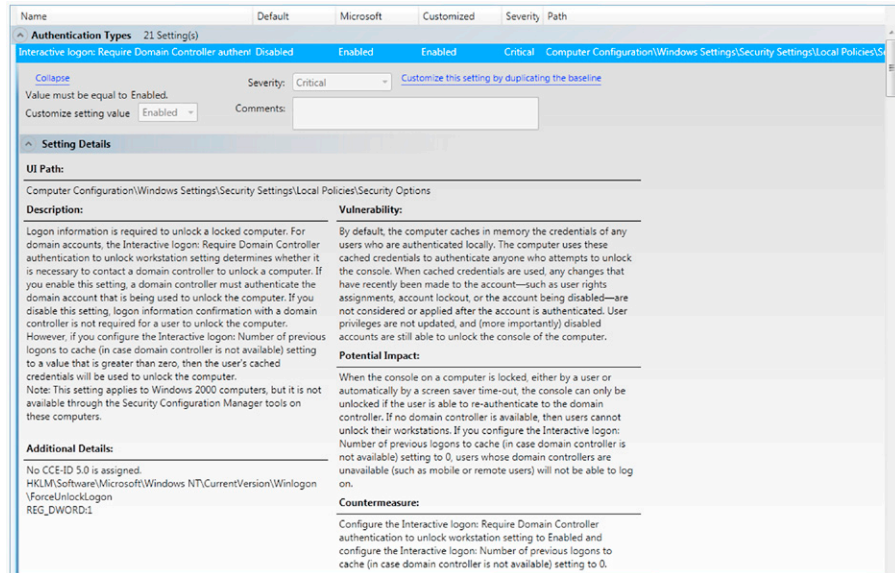 Name Default Microsoft Customized Severity Path
Authentication Types 21 Setting(s)
Interactive logon: Require Domain Controller authent Disabled Enabled Enabled Critical Computer Configuration\Windows Settings\Security Settings\Local Policies\Se
Collapse
Severity: Critical
Customize this setting by duplicating the baseline
Value must be equal to Enabled.
Customize setting value Enabled
Comments:
Setting Details
UI Path:
Computer Configuration\Windows Settings\Security Settings\Local Policies\Security Options
Description:
Logon information is required to unlock a locked computer. For
domain accounts, the Interactive logon: Require Domain Controller
authentication to unlock workstation setting determines whether it
is necessary to contact a domain controller to unlock a computer. If
you enable this setting, a domain controller must authenticate the
domain account that is being used to unlock the computer. If you
disable this setting, logon information confirmation with a domain
controller is not required for a user to unlock the computer.
However, if you configure the Interactive logon: Number of previous
logons to cache (in case domain controller is not available) setting
to a value that is greater than zero, then the user's cached
credentials will be used to unlock the computer.
Note: This setting applies to Windows 2000 computers, but it is not
available through the Security Configuration Manager tools on
these computers.
Additional Details:
No CCE-ID 5.0 is assigned.
HKLM\Software\Microsoft\Windows NT\CurrentVersion\Winlogon
\ForceUnlockLogon
REG_DWORD:1
Vulnerability:
By default, the computer caches in memory the credentials of any
users who are authenticated locally. The computer uses these
cached credentials to authenticate anyone who attempts to unlock
the console. When cached credentials are used, any changes that
have recently been made to the account—such as user rights
assignments, account lockout, or the account being disabled—are
not considered or applied after the account is authenticated. User
privileges are not updated, and (more importantly) disabled
accounts are still able to unlock the console of the computer.
Potential Impact:
When the console on a computer is locked, either by a user or
automatically by a screen saver time-out, the console can only be
unlocked if the user is able to re-authenticate to the domain
controller. If no domain controller is available, then users cannot
unlock their workstations. If you configure the Interactive logon:
Number of previous logons to cache (in case domain controller is
not available) setting to 0, users whose domain controllers are
unavailable (such as mobile or remote users) will not be able to log
on.
Countermeasure:
Configure the Interactive logon: Require Domain Controller
authentication to unlock workstation setting to Enabled and
configure the Interactive logon: Number of previous logons to
cache (in case domain controller is not available) setting to 0.